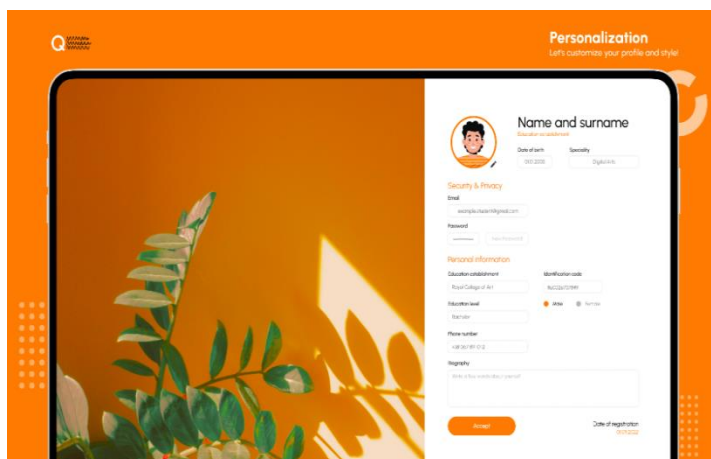 Q
Personalization
Let's customize your profile and style!
Name and surname
Education establishment
Date of birth
Speciality
Digital Arts
Security & Privacy
Email
example.student@gmail.com
Password
Personal information
Education establishment
Identification code
Royal College of Art
Education level
Male
Female
Bachelor
Phone number
Biography
Accept
Date of registration